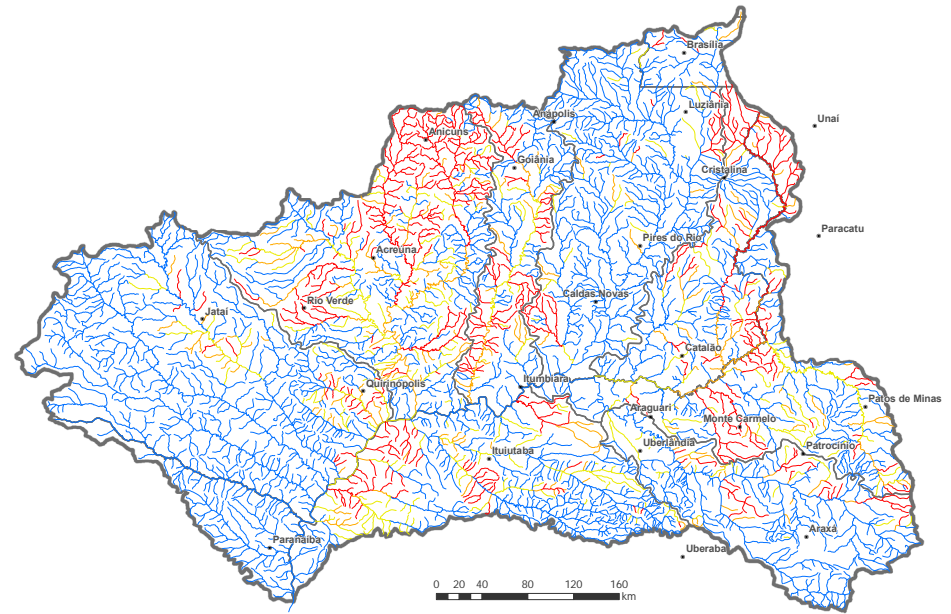 Brasília
Luziânia
Unaí
Anápolis
Anicuns
Goiânia
Cristalina
Paracatu
Pires do Rio
Acreúna
Caldas Novas
Rio Verde
Jataí
Catalão
Quirinópolis
Itumbiara
Patos de Minas
Araguari
Monte Carmelo
Uberlândia
Patrocínio
Ituiutaba
Araxá
Paranaíba
Uberaba
0 20 40 80 120 160
km